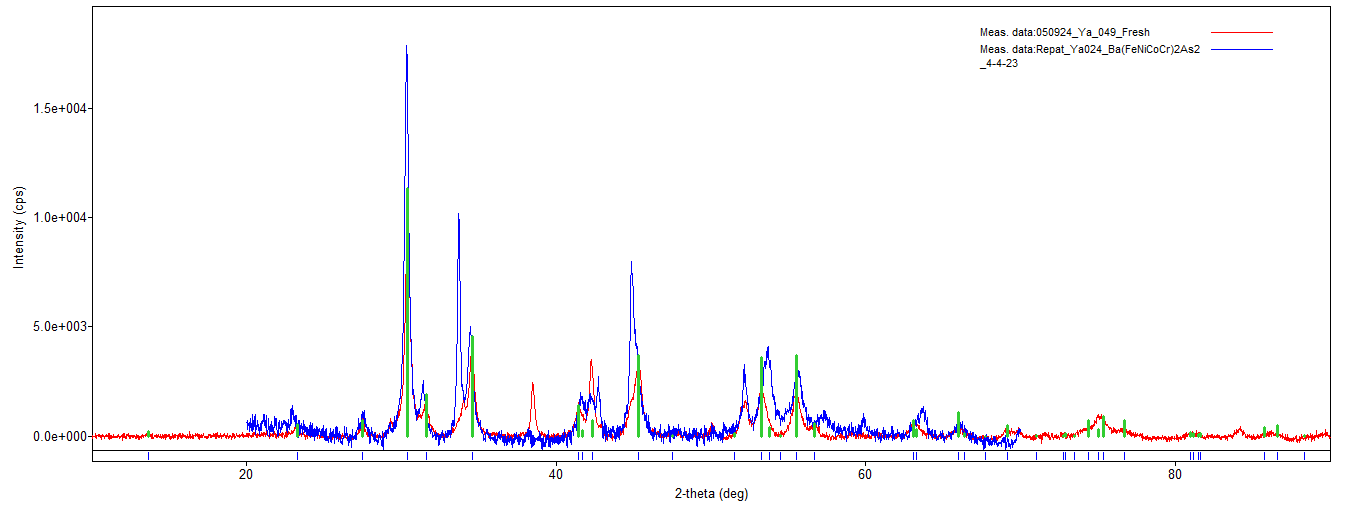 Meas. data:050924_Ya_049_Fresh
Meas. data:Repat_Ya024_Ba(FeNiCoCr)2As2
_4-4-23
Intensity (cps)
1.5e+004
1.0e+004
5.0e+003
0.0e+000
20 40 60 80
2-theta (deg)